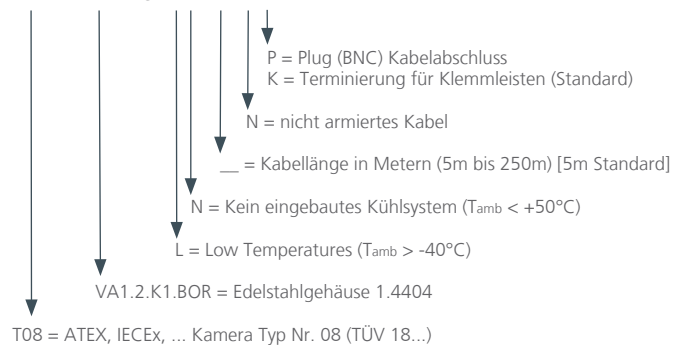 P = Plug (BNC) Kabelabschluss
K = Terminierung für Klemmleisten (Standard)
N = nicht armiertes Kabel
__ = Kabellänge in Metern (5m bis 250m) [5m Standard]
N = Kein eingebautes Kühlsystem (Tamb < +50°C)
L = Low Temperatures (Tamb > -40°C)
VA1.2.K1.BOR = Edelstahlgehäuse 1.4404
T08 = ATEX, IECEx, ... Kamera Typ Nr. 08 (TÜV 18...)